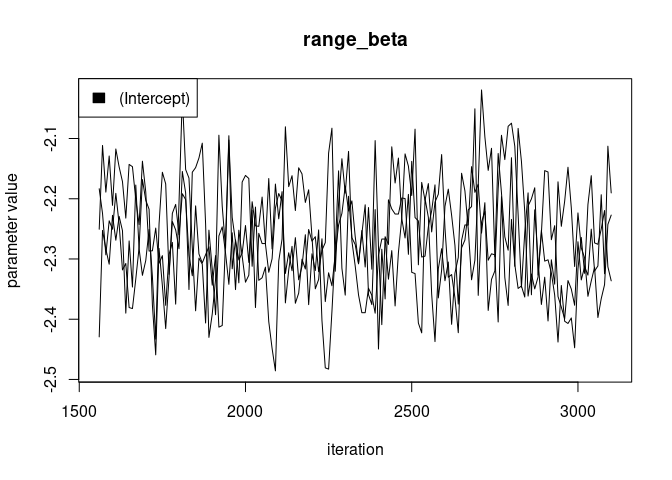 range_beta
(Intercept)
parameter value
-2.1
-2.2
-2.3
-2.4
-2.5
1500 2000 2500 3000
iteration